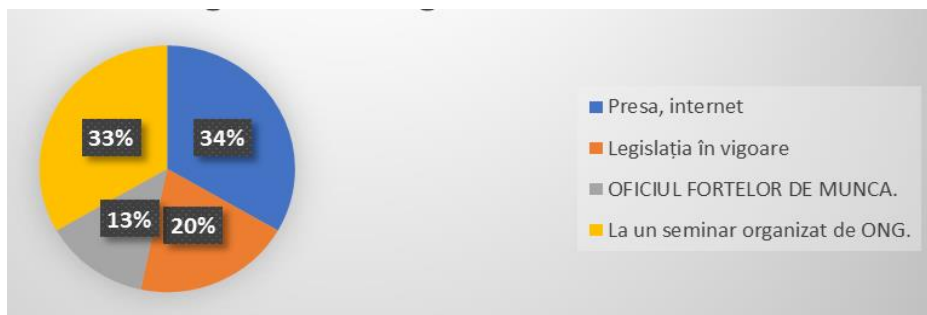 33%
34%
13%
20%
Presa, internet
Legislația în vigoare
OFICIUL FORTELOR DE MUNCA.
La un seminar organizat de ONG.